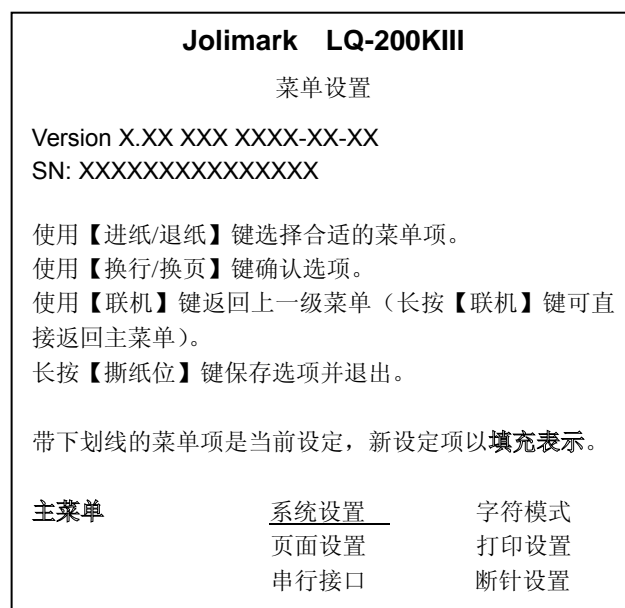 Jolimark LQ-200KIII
菜单设置
Version X.XX XXX XXXX-XX-XX
SN: XXXXXXXXXXXXXXX
使用【进纸/退纸】键选择合适的菜单项。
使用【换行/换页】键确认选项。
使用【联机】键返回上一级菜单（长按【联机】键可直
接返回主菜单）。
长按【撕纸位】键保存选项并退出。
带下划线的菜单项是当前设定，新设定项以填充表示。
主菜单 系统设置 字符模式
页面设置 打印设置
串行接口 断针设置